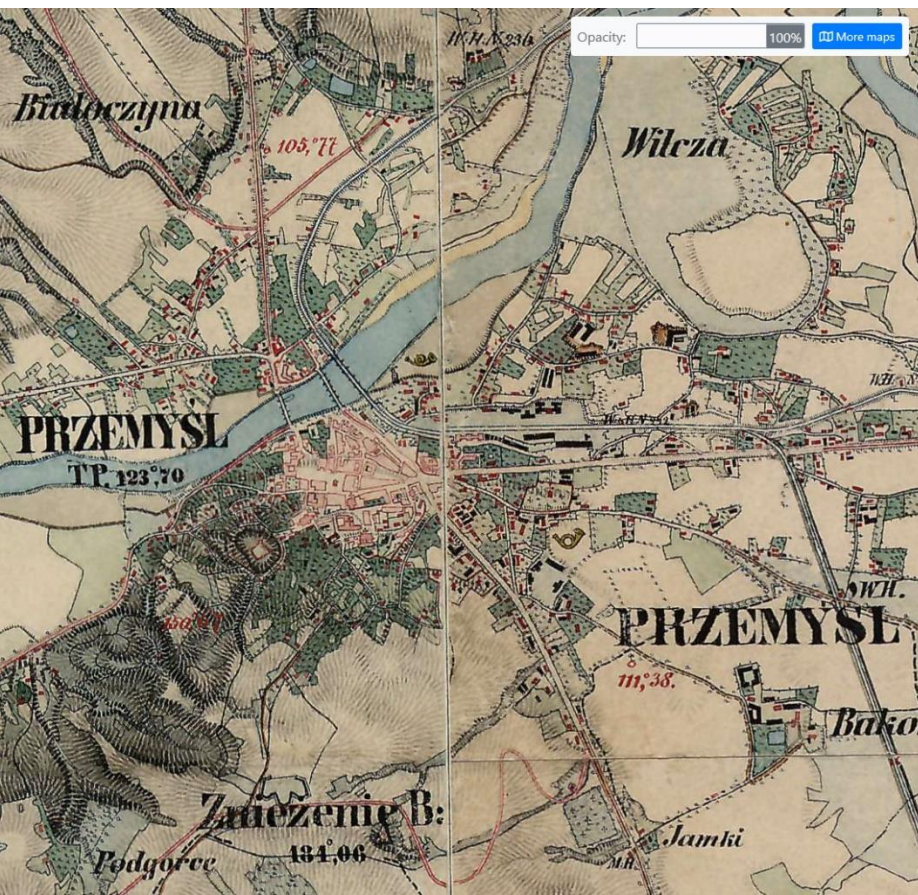 Opacity:
100%
More maps
W.H.N 236
Bialoczyna
105,°77
Wilcza
W.H.
PRZEMYSL
TP. 123,°70
W.H.N
W.H.
PRZEMYSL
111,°38.
Bako
Zniezenie B:
184,°06
Jamki
M.H.
Podgorce